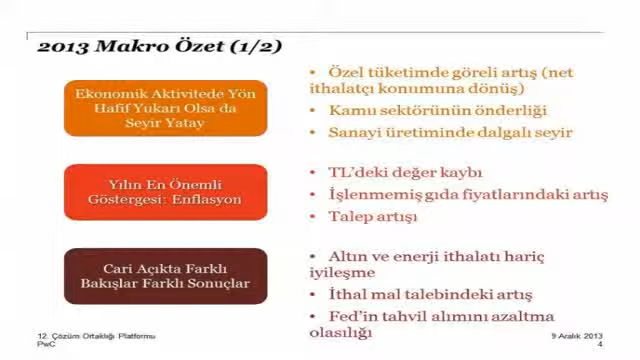 2013 Makro Özet (1/2)
Ekonomik Aktivitede Yön
Hafif Yukarı Olsa da
Seyir Yatay
• Özel tüketimde göreli artış (net
ithalatçı konumuna dönüş)
• Kamu sektörünün önderliği
• Sanayi üretiminde dalgalı seyir
Yılın En Önemli
Göstergesi: Enflasyon
• TL'deki değer kaybı
• İşlenmemiş gıda fiyatlarındaki artış
• Talep artışı
Cari Açıkta Farklı
Bakışlar Farklı Sonuçlar
• Altın ve enerji ithalatı hariç
iyileşme
• İthal mal talebindeki artış
• Fed'in tahvil alımını azaltma
olasılığı
12. Çözüm Ortaklığı Platformu
PwC
9 Aralık 2013
4